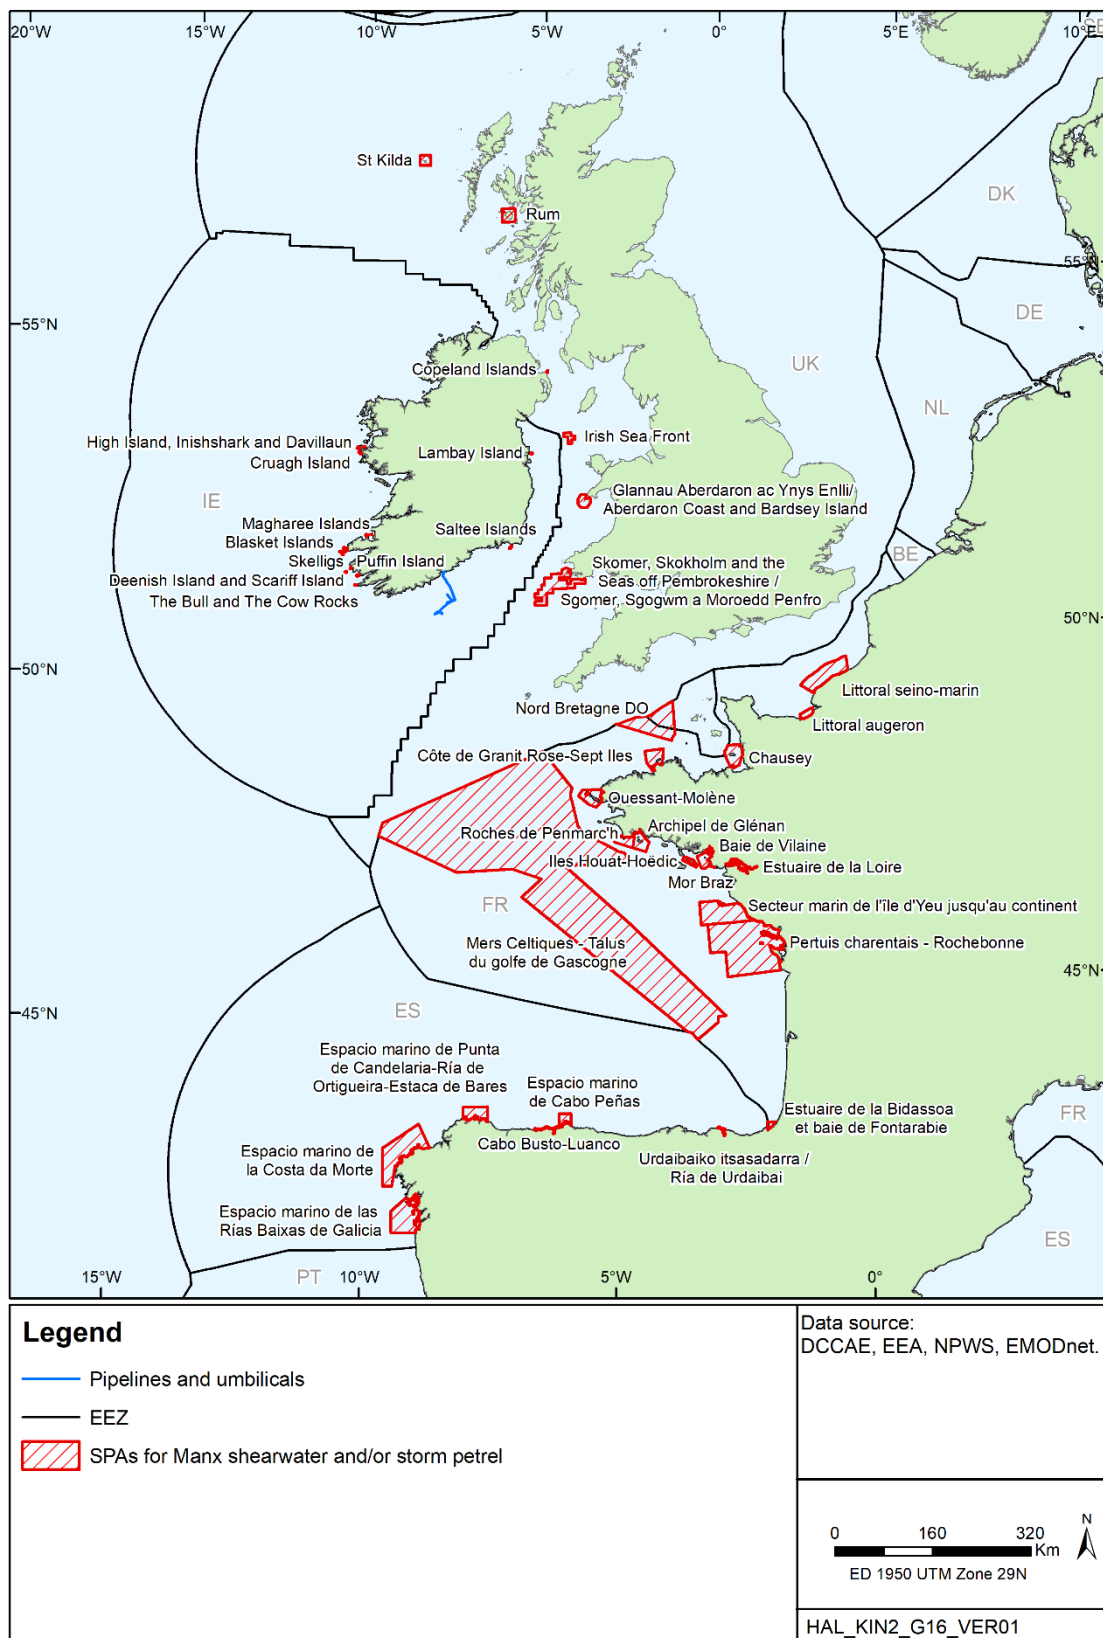 20°W
10°W
5°W
0°
5°E
10°E
SE
St Kilda
Rum
DK
55°N
55°N
DE
UK
NL
Copeland Islands
Irish Sea Front
High Island, Inishshark and Davillaun
Cruagh Island
Lambay Island
IE
Glannau Aberdaron ac Ynys Enlli/
Aberdaron Coast and Bardsey Island
Magharee Islands
Blasket Islands
Skelligs
Puffin Island
Deenish Island and Scariff Island
The Bull and The Cow Rocks
Saltee Islands
BE
Skomer, Skokholm and the
Seas off Pembrokeshire /
Sgomer, Sgogwm a Moroedd Penfro
50°N
50°N
Littoral seino-marin
Nord Bretagne DO
Littoral augeron
Côte de Granit Rose-Sept Iles
Chausey
Ouessant-Molène
Roches de Penmarc'h
Archipel de Glénan
Baie de Vilaine
Iles Houat-Hoëdic
Estuaire de la Loire
Mor Braz
FR
Secteur marin de l'île d'Yeu jusqu'au continent
Mers Celtiques - Talus
du golfe de Gascogne
Pertuis charentais - Rochebonne
45°N
45°N
ES
Espacio marino de Punta
de Candelaria-Ría de
Ortigueira-Estaca de Bares
Espacio marino
de Cabo Peñas
Estuaire de la Bidassoa
et baie de Fontarabie
FR
Cabo Busto-Luanco
Espacio marino de
la Costa da Morte
Urdaibaiko itsasadarra /
Ría de Urdaibai
Espacio marino de las
Rías Baixas de Galicia
ES
PT
15°W
10°W
5°W
0°
Legend
Pipelines and umbilicals
EEZ
SPAs for Manx shearwater and/or storm petrel
Data source:
DCCAE, EEA, NPWS, EMODnet.
0 160 320
Km
N
ED 1950 UTM Zone 29N
HAL_KIN2_G16_VER01